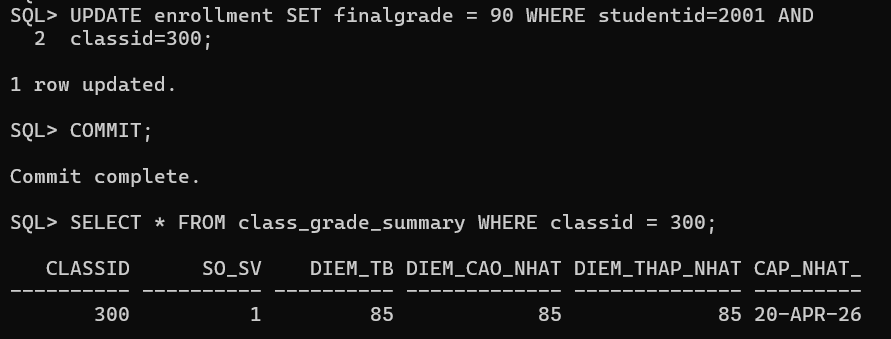 SQL> UPDATE enrollment SET finalgrade = 90 WHERE studentid=2001 AND
  2  classid=300;
1 row updated.
SQL> COMMIT;
Commit complete.
SQL> SELECT * FROM class_grade_summary WHERE classid = 300;
   CLASSID      SO_SV    DIEM_TB DIEM_CAO_NHAT DIEM_THAP_NHAT CAP_NHAT_
---------- ---------- ---------- ------------- -------------- ---------
       300          1         85            85             85 20-APR-26